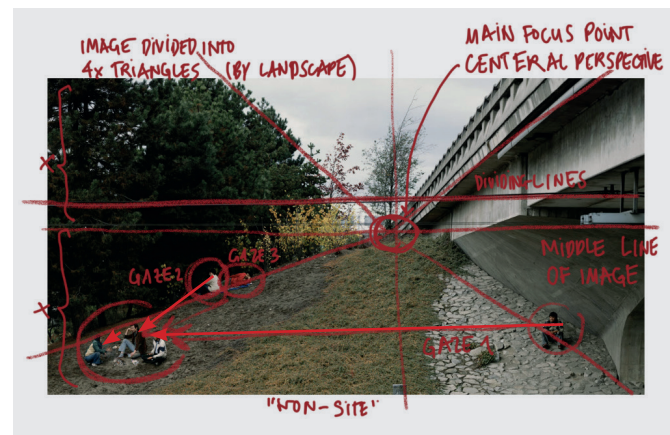 IMAGE DIVIDED INTO
4x TRIANGLES (BY LANDSCAPE)
MAIN FOCUS POINT
CENTERAL PERSPECTIVE
x
DIVIDING LINES
MIDDLE LINE
OF IMAGE
GAZE 2
GAZE 3
x
GAZE 1
"NON-SITE"